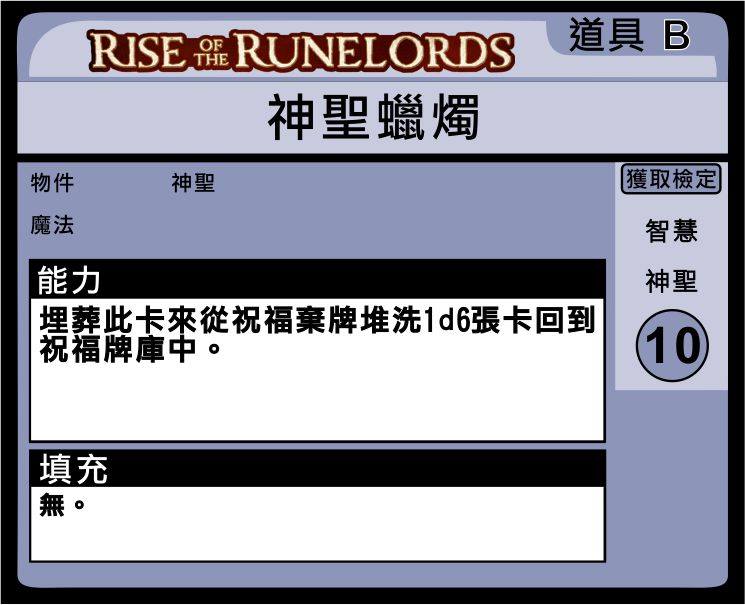 RISE OF THE RUNELORDS
道具 B
神聖蠟燭
物件 神聖
魔法
獲取檢定
智慧
神聖
10
能力
埋葬此卡來從祝福棄牌堆洗1d6張卡回到
祝福牌庫中。
填充
無。